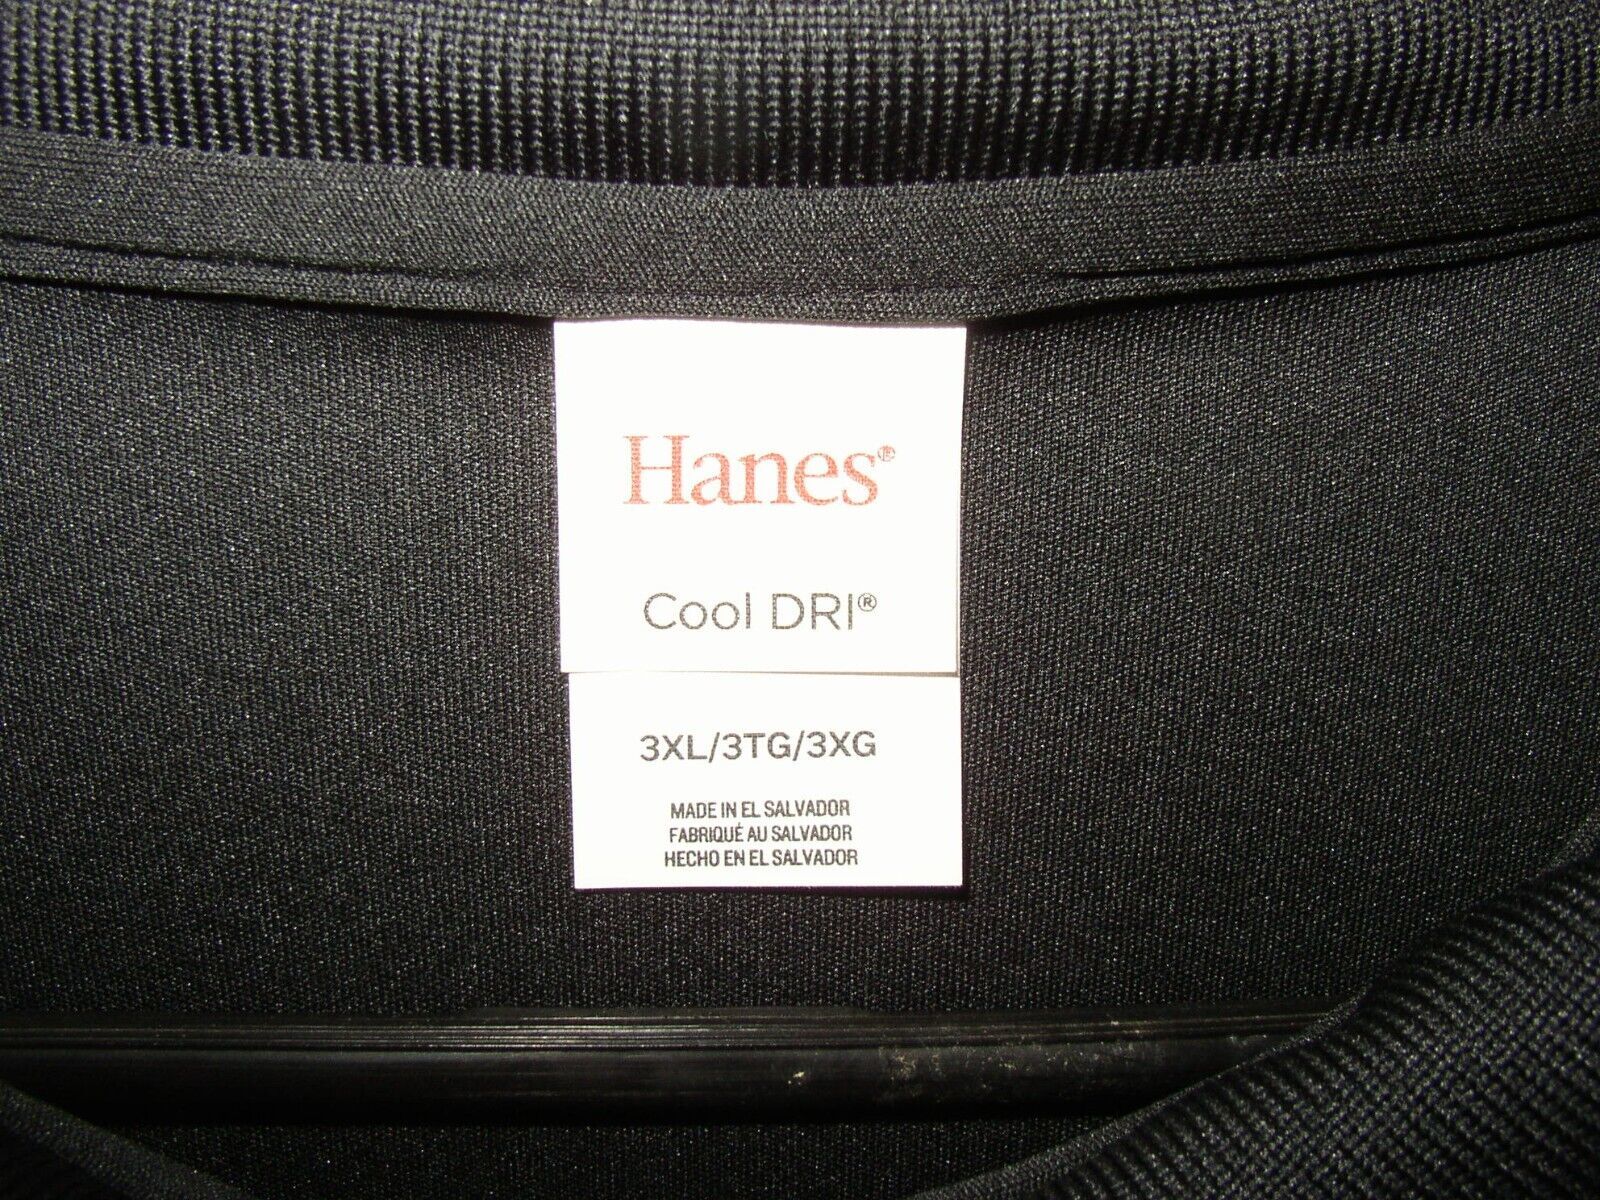 Hanes®
Cool DRI®
3XL/3TG/3XG
MADE IN EL SALVADOR
FABRIQUÉ AU SALVADOR
HECHO EN EL SALVADOR